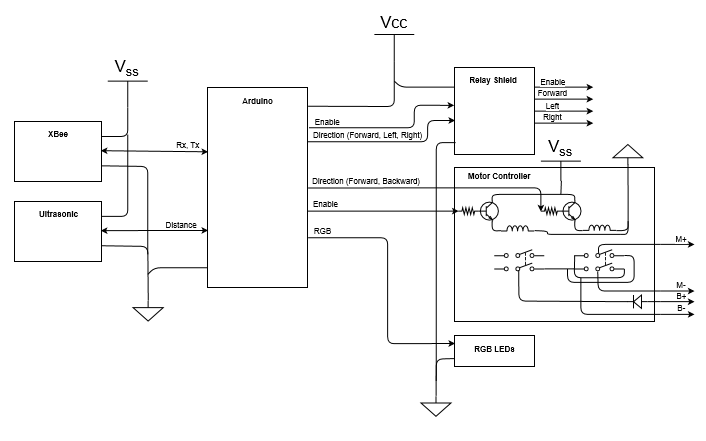 Vcc
Vss
Relay Shield
Enable
Forward
Left
Right
Arduino
Enable
Direction (Forward, Left, Right)
XBee
Rx, Tx
Vss
Motor Controller
Direction (Forward, Backward)
Enable
Ultrasonic
Distance
RGB
M+
M-
B+
B-
RGB LEDs